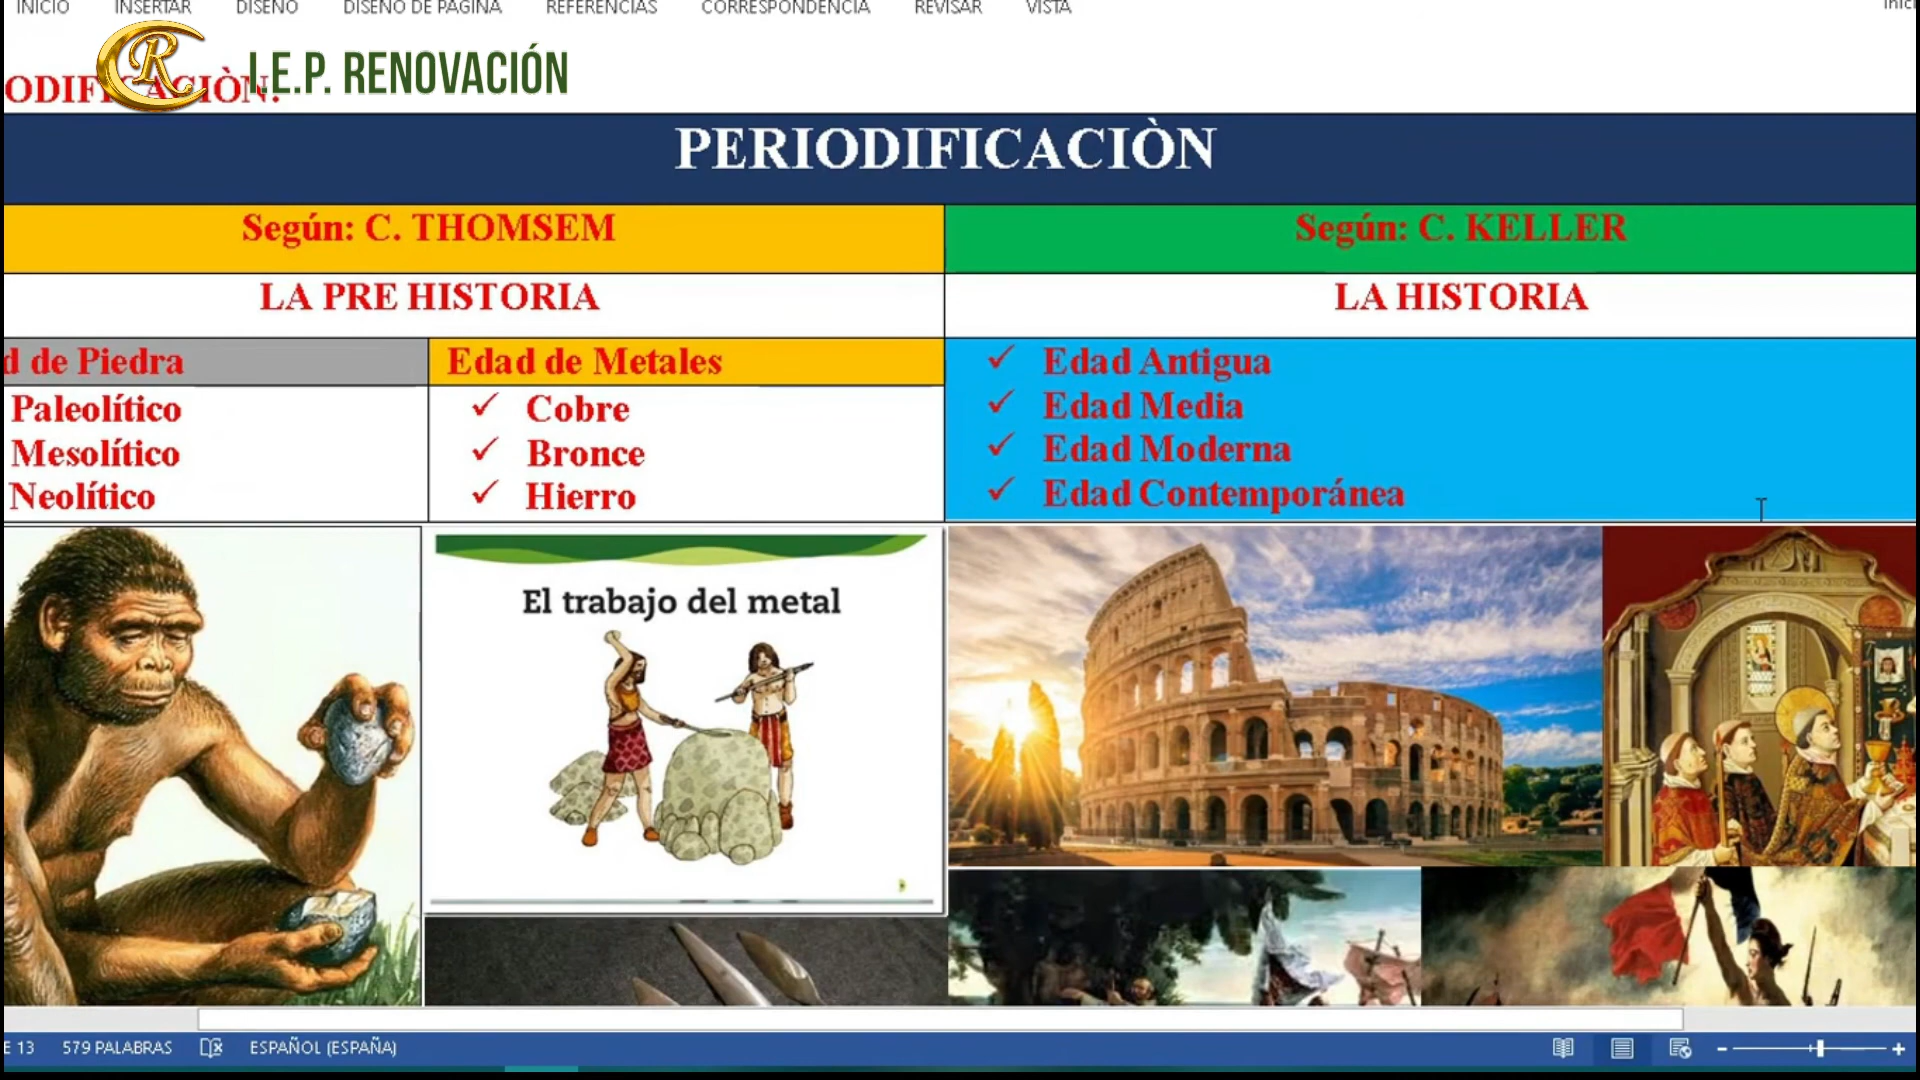 INICIO INSERTAR DISEÑO DISEÑO DE PÁGINA REFERENCIAS CORRESPONDENCIA REVISAR VISTA
I.E.P. RENOVACIÓN
PERIODIFICACIÒN
Según: C. THOMSEM
Según: C. KELLER
LA PRE HISTORIA
LA HISTORIA
d de Piedra
Edad de Metales
Paleolítico
Mesolítico
Neolítico
✓ Cobre
✓ Bronce
✓ Hierro
✓ Edad Antigua
✓ Edad Media
✓ Edad Moderna
✓ Edad Contemporánea
El trabajo del metal
E 13 579 PALABRAS ESPAÑOL (ESPAÑA)